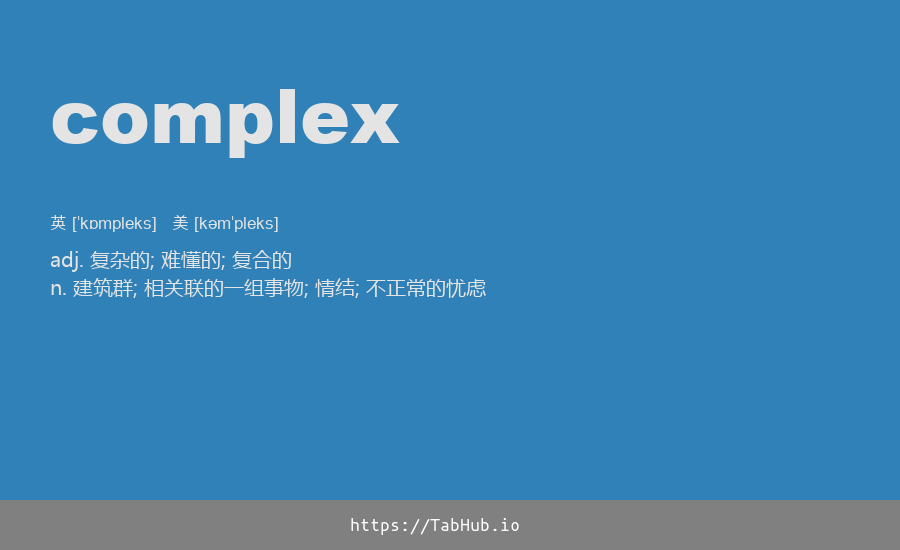 complex
英 [ˈkɒmpleks] 美 [kəmˈpleks]
adj. 复杂的; 难懂的; 复合的
n. 建筑群; 相关联的一组事物; 情结; 不正常的忧虑
https://TabHub.io